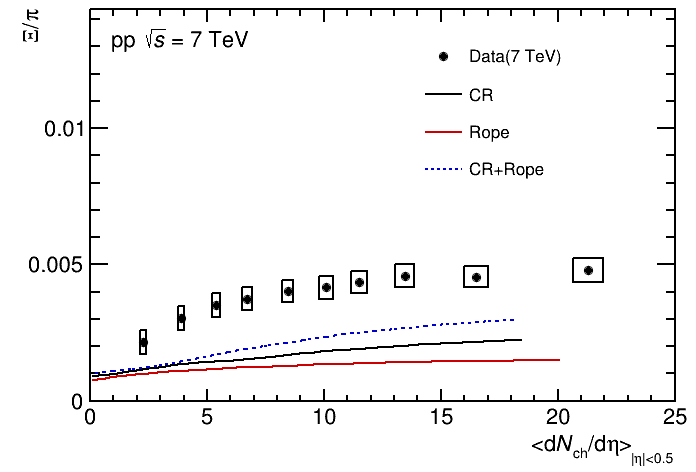 Ξ/π
pp √s = 7 TeV
Data(7 TeV)
CR
Rope
CR+Rope
0.01
0.005
0
0 5 10 15 20 25
<dN_ch/dη>_|η|<0.5